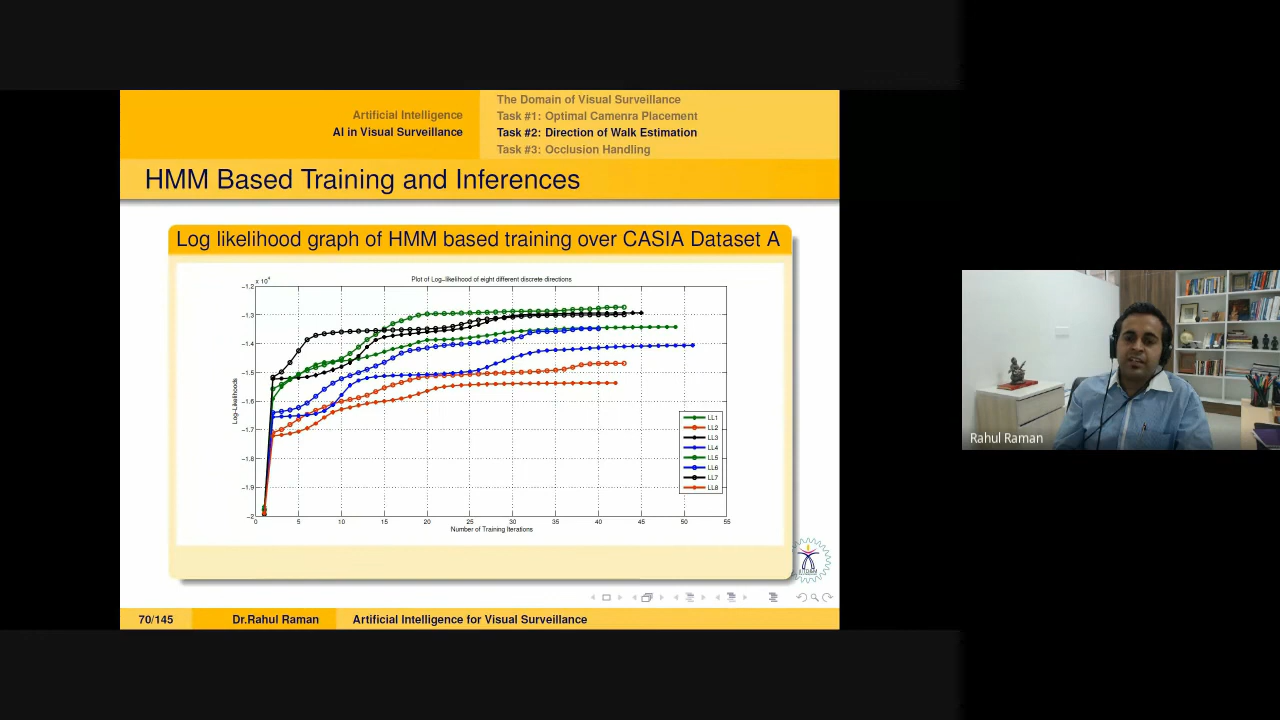 Artificial Intelligence
AI in Visual Surveillance
The Domain of Visual Surveillance
Task #1: Optimal Camenra Placement
Task #2: Direction of Walk Estimation
Task #3: Occlusion Handling
HMM Based Training and Inferences
Log likelihood graph of HMM based training over CASIA Dataset A
Plot of Log-likelihood of eight different discrete directions
x 10⁴
-1.2
-1.3
-1.4
-1.5
-1.6
-1.7
-1.8
-1.9
-2
Log-Likelihoods
0 5 10 15 20 25 30 35 40 45 50 55
Number of Training Iterations
LL1
LL2
LL3
LL4
LL5
LL6
LL7
LL8
70/145 Dr.Rahul Raman Artificial Intelligence for Visual Surveillance
Rahul Raman